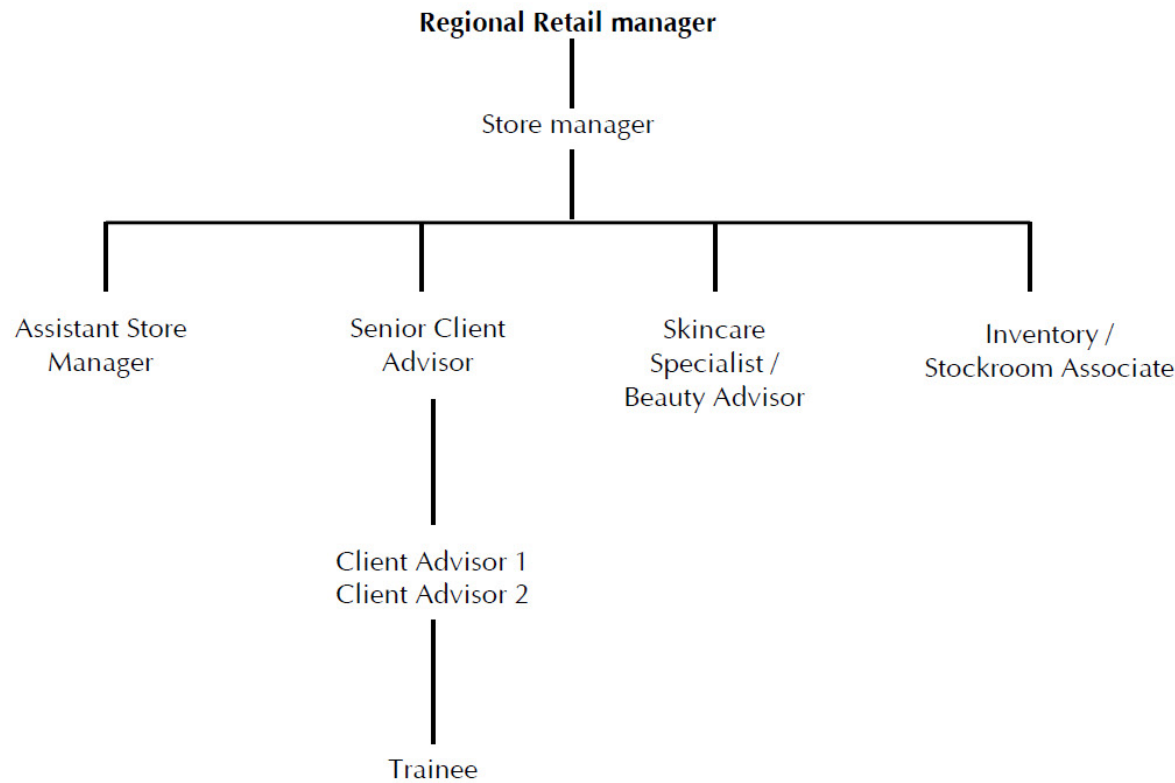 Regional Retail manager
Store manager
Assistant Store
Manager
Senior Client
Advisor
Skincare
Specialist /
Beauty Advisor
Inventory /
Stockroom Associate
Client Advisor 1
Client Advisor 2
Trainee